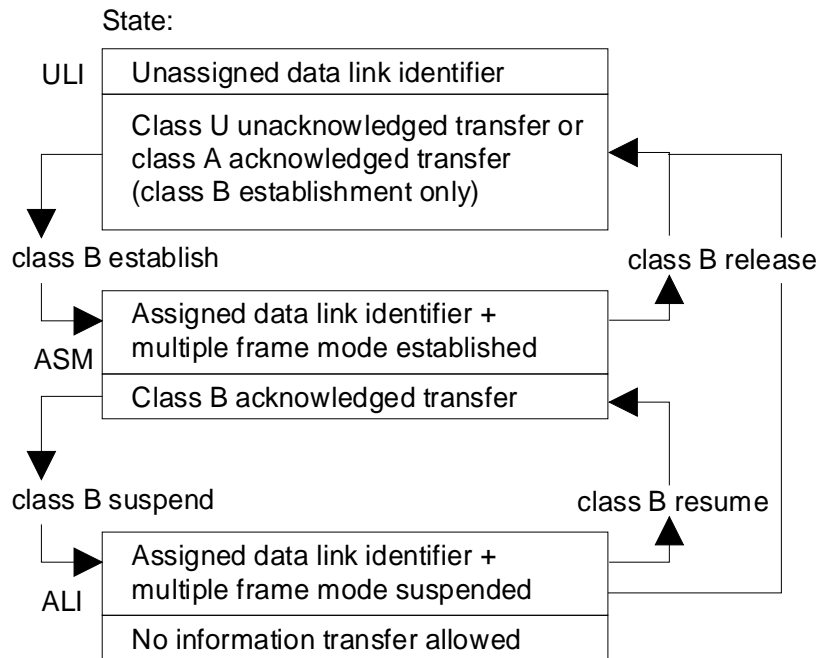 State:
ULI
Unassigned data link identifier
Class U unacknowledged transfer or
class A acknowledged transfer
(class B establishment only)
class B establish
class B release
Assigned data link identifier +
multiple frame mode established
ASM
Class B acknowledged transfer
class B suspend
class B resume
Assigned data link identifier +
multiple frame mode suspended
ALI
No information transfer allowed